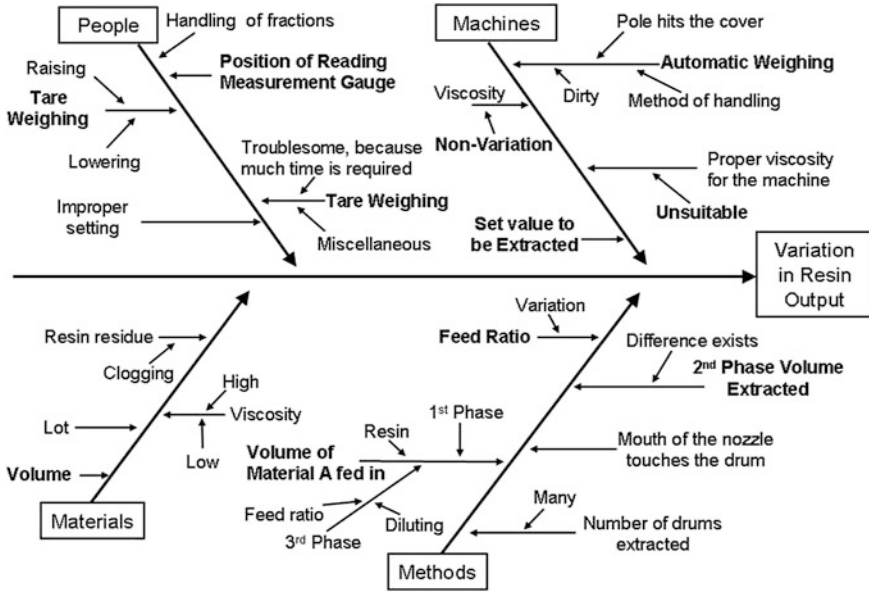 People
Handling of fractions
Position of Reading
Measurement Gauge
Raising
Tare
Weighing
Lowering
Troublesome, because
much time is required
Tare Weighing
Improper
setting
Miscellaneous
Machines
Pole hits the cover
Automatic Weighing
Viscosity
Dirty
Method of handling
Non-Variation
Proper viscosity
for the machine
Unsuitable
Set value to
be Extracted
Variation
in Resin
Output
Resin residue
Clogging
High
Viscosity
Lot
Low
Volume
Materials
Variation
Feed Ratio
Difference exists
2nd Phase Volume
Extracted
1st Phase
Resin
Volume of
Material A fed in
Mouth of the nozzle
touches the drum
Feed ratio
Diluting
3rd Phase
Many
Number of drums
extracted
Methods